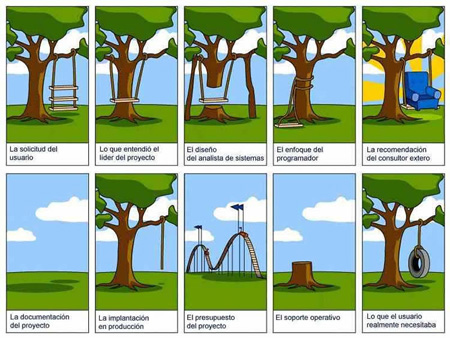 La solicitud del
usuario
Lo que entendió el
lider del proyecto
El diseño
del analista de sistemas
El enfoque del
programador
La recomendación
del consultor extero
La documentación
del proyecto
La implantación
en producción
El presupuesto
del proyecto
El soporte operativo
Lo que el usuario
realmente necesitaba